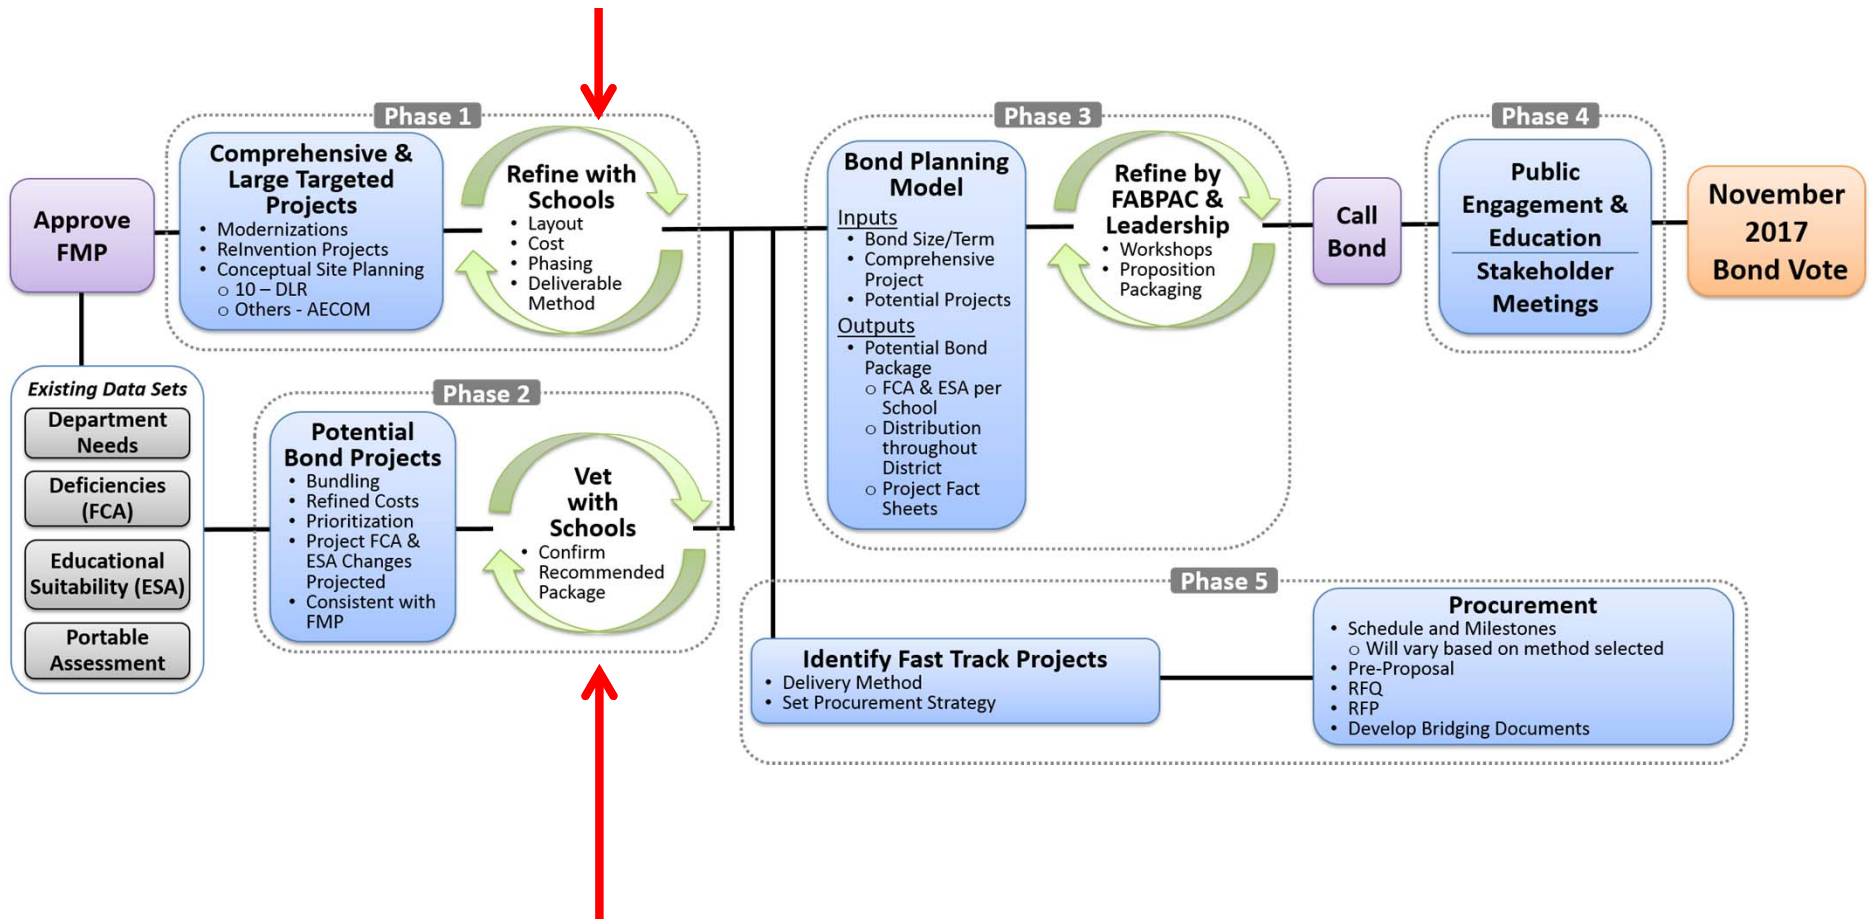 Approve
FMP
Existing Data Sets
Department
Needs
Deficiencies
(FCA)
Educational
Suitability (ESA)
Portable
Assessment
Phase 1
Comprehensive &
Large Targeted
Projects
• Modernizations
• ReInvention Projects
• Conceptual Site Planning
o 10 – DLR
o Others - AECOM
Refine with
Schools
• Layout
• Cost
• Phasing
• Deliverable
Method
Phase 2
Potential
Bond Projects
• Bundling
• Refined Costs
• Prioritization
• Project FCA &
ESA Changes
Projected
• Consistent with
FMP
Vet
with
Schools
• Confirm
Recommended
Package
Phase 3
Bond Planning
Model
Inputs
• Bond Size/Term
• Comprehensive
Project
• Potential Projects
Outputs
• Potential Bond
Package
o FCA & ESA per
School
o Distribution
throughout
District
o Project Fact
Sheets
Refine by
FABPAC &
Leadership
• Workshops
• Proposition
Packaging
Call
Bond
Phase 4
Public
Engagement &
Education
Stakeholder
Meetings
November
2017
Bond Vote
Phase 5
Identify Fast Track Projects
• Delivery Method
• Set Procurement Strategy
Procurement
• Schedule and Milestones
o Will vary based on method selected
• Pre-Proposal
• RFQ
• RFP
• Develop Bridging Documents